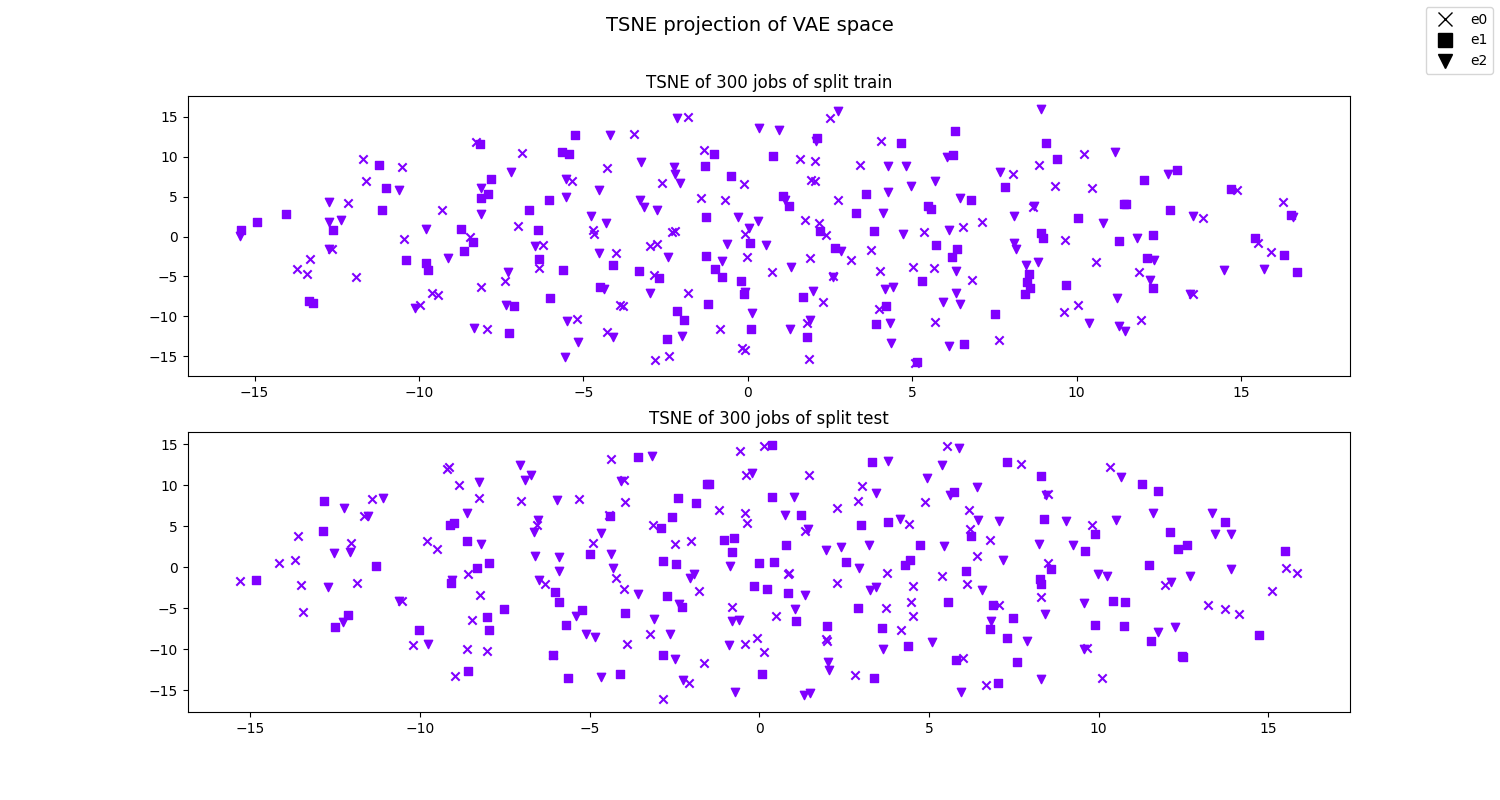 TSNE projection of VAE space
e0
e1
e2
TSNE of 300 jobs of split train
15
10
5
0
−5
−10
−15
−15 −10 −5 0 5 10 15
TSNE of 300 jobs of split test
15
10
5
0
−5
−10
−15
−15 −10 −5 0 5 10 15